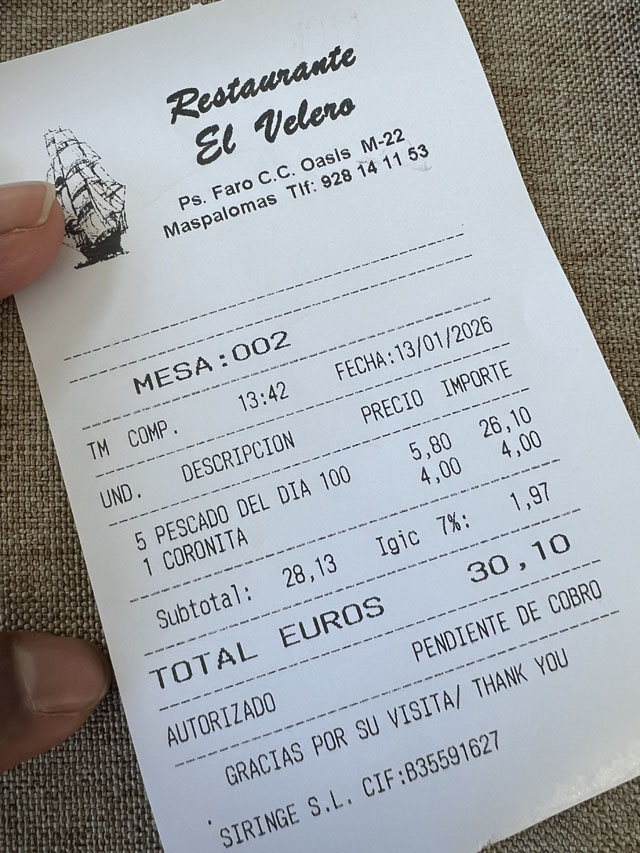 Restaurante
El Velero
Ps. Faro C.C. Oasis M-22
Maspalomas Tlf: 928 14 11 53
MESA:002
TM COMP. 13:42 FECHA:13/01/2026
UND. DESCRIPCION PRECIO IMPORTE
5 PESCADO DEL DIA 100 5,80 26,10
1 CORONITA 4,00 4,00
Subtotal: 28,13 Igic 7%: 1,97
TOTAL EUROS 30,10
PENDIENTE DE COBRO
AUTORIZADO
GRACIAS POR SU VISITA/ THANK YOU
SIRINGE S.L. CIF:B35591627